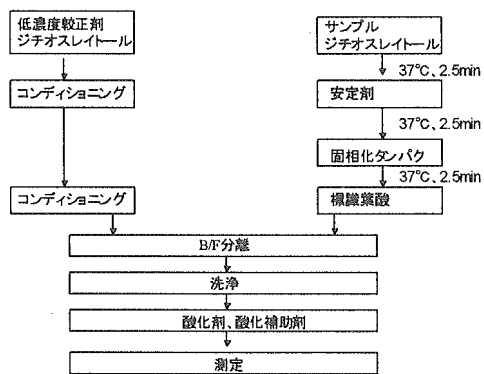 低濃度較正剤
ジチオスレイトール
コンディショニング
コンディショニング
サンプル
ジチオスレイトール
37℃、2.5min
安定剤
37℃、2.5min
固相化タンパク
37℃、2.5min
標識葉酸
B/F分離
洗浄
酸化剤、酸化補助剤
測定